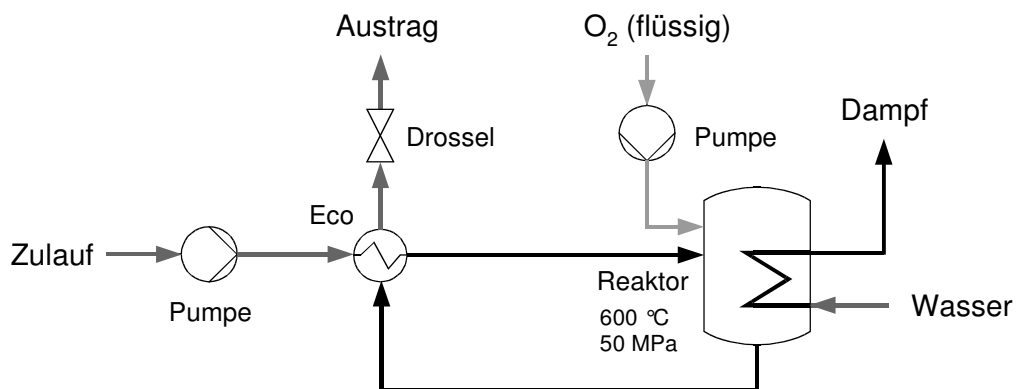 Austrag
O₂ (flüssig)
Dampf
Drossel
Pumpe
Eco
Zulauf
Reaktor
Wasser
Pumpe
600 °C
50 MPa